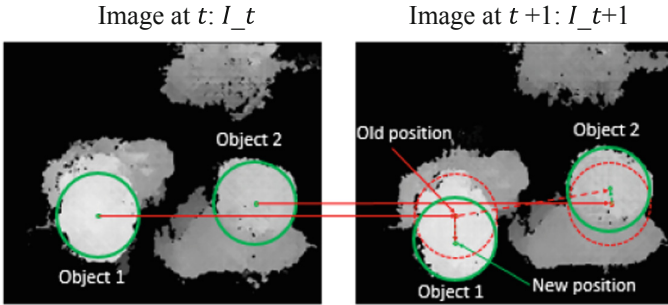 Image at t: I_t
Image at t +1: I_t+1
Object 2
Object 1
Old position
Object 2
Object 1
New position